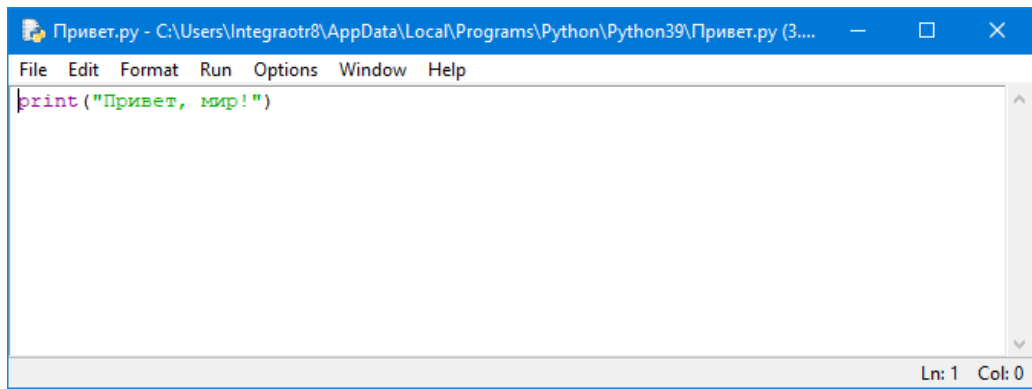 Привет.py - C:\Users\Integraotr8\AppData\Local\Programs\Python\Python39\Привет.py (3....
File Edit Format Run Options Window Help
print("Привет, мир!")
Ln: 1 Col: 0